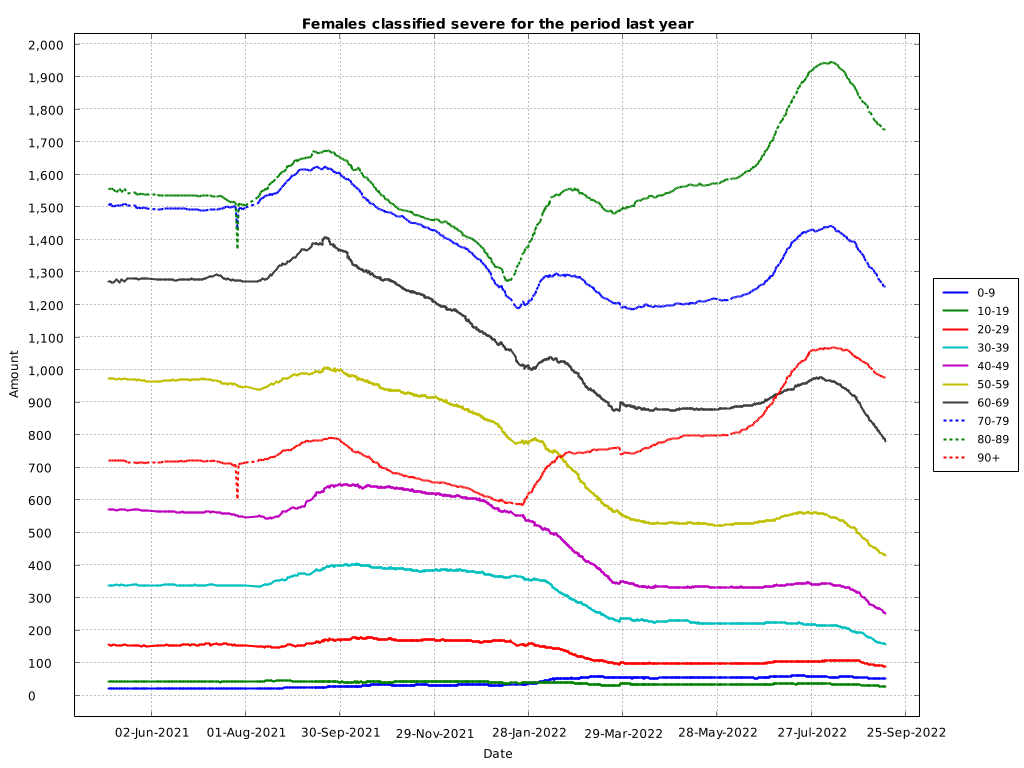 Females classified severe for the period last year
2,000
1,900
1,800
1,700
1,600
1,500
1,400
1,300
1,200
1,100
1,000
900
800
700
600
500
400
300
200
100
0
Amount
02-Jun-2021
01-Aug-2021
30-Sep-2021
29-Nov-2021
28-Jan-2022
29-Mar-2022
28-May-2022
27-Jul-2022
25-Sep-2022
Date
0-9
10-19
20-29
30-39
40-49
50-59
60-69
70-79
80-89
90+